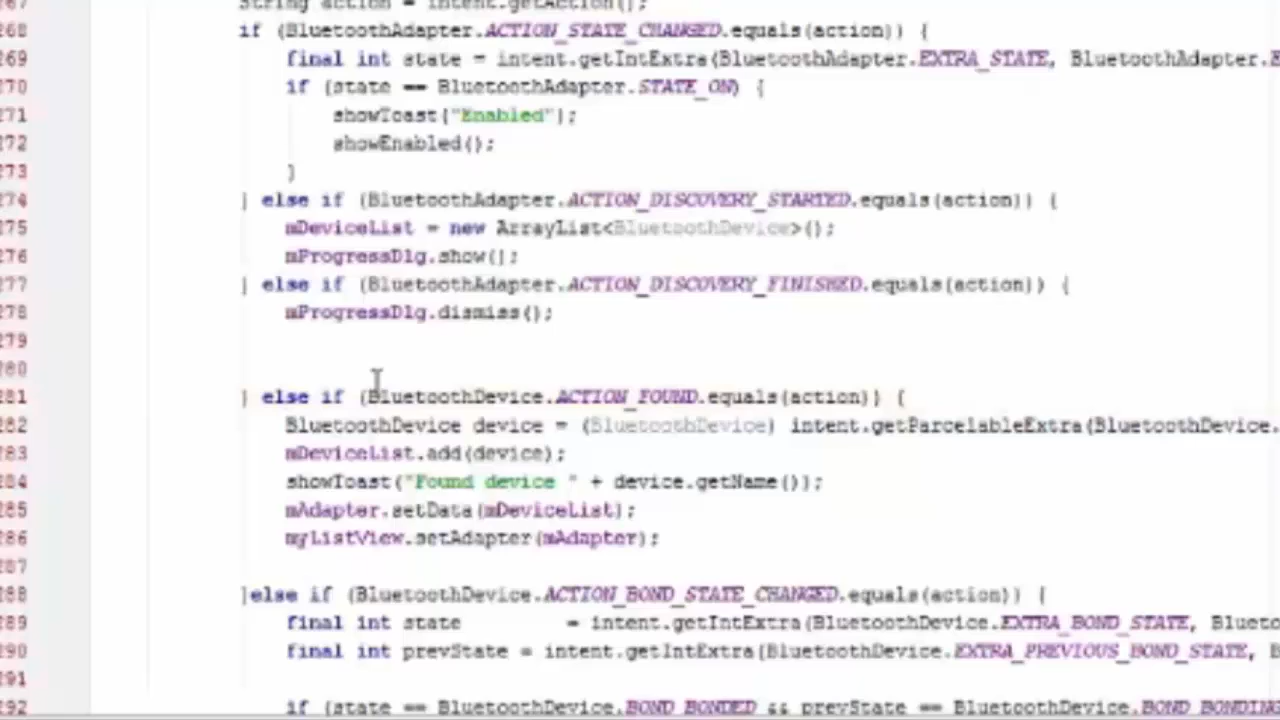 267 String action = intent.getAction();
268 if (BluetoothAdapter.ACTION_STATE_CHANGED.equals(action)) {
269 final int state = intent.getIntExtra(BluetoothAdapter.EXTRA_STATE, BluetoothAdapter.E
270 if (state == BluetoothAdapter.STATE_ON) {
271 showToast("Enabled");
272 showEnabled();
273 }
274 } else if (BluetoothAdapter.ACTION_DISCOVERY_STARTED.equals(action)) {
275 mDeviceList = new ArrayList<BluetoothDevice>();
276 mProgressDlg.show();
277 } else if (BluetoothAdapter.ACTION_DISCOVERY_FINISHED.equals(action)) {
278 mProgressDlg.dismiss();
279
280
281 } else if (BluetoothDevice.ACTION_FOUND.equals(action)) {
282 BluetoothDevice device = (BluetoothDevice) intent.getParcelableExtra(BluetoothDevice.
283 mDeviceList.add(device);
284 showToast("Found device " + device.getName());
285 mAdapter.setData(mDeviceList);
286 myListView.setAdapter(mAdapter);
287
288 }else if (BluetoothDevice.ACTION_BOND_STATE_CHANGED.equals(action)) {
289 final int state = intent.getIntExtra(BluetoothDevice.EXTRA_BOND_STATE, Blueto
290 final int prevState = intent.getIntExtra(BluetoothDevice.EXTRA_PREVIOUS_BOND_STATE, B
291
292 if (state == BluetoothDevice.BOND_BONDED && prevState == BluetoothDevice.BOND_BONDING